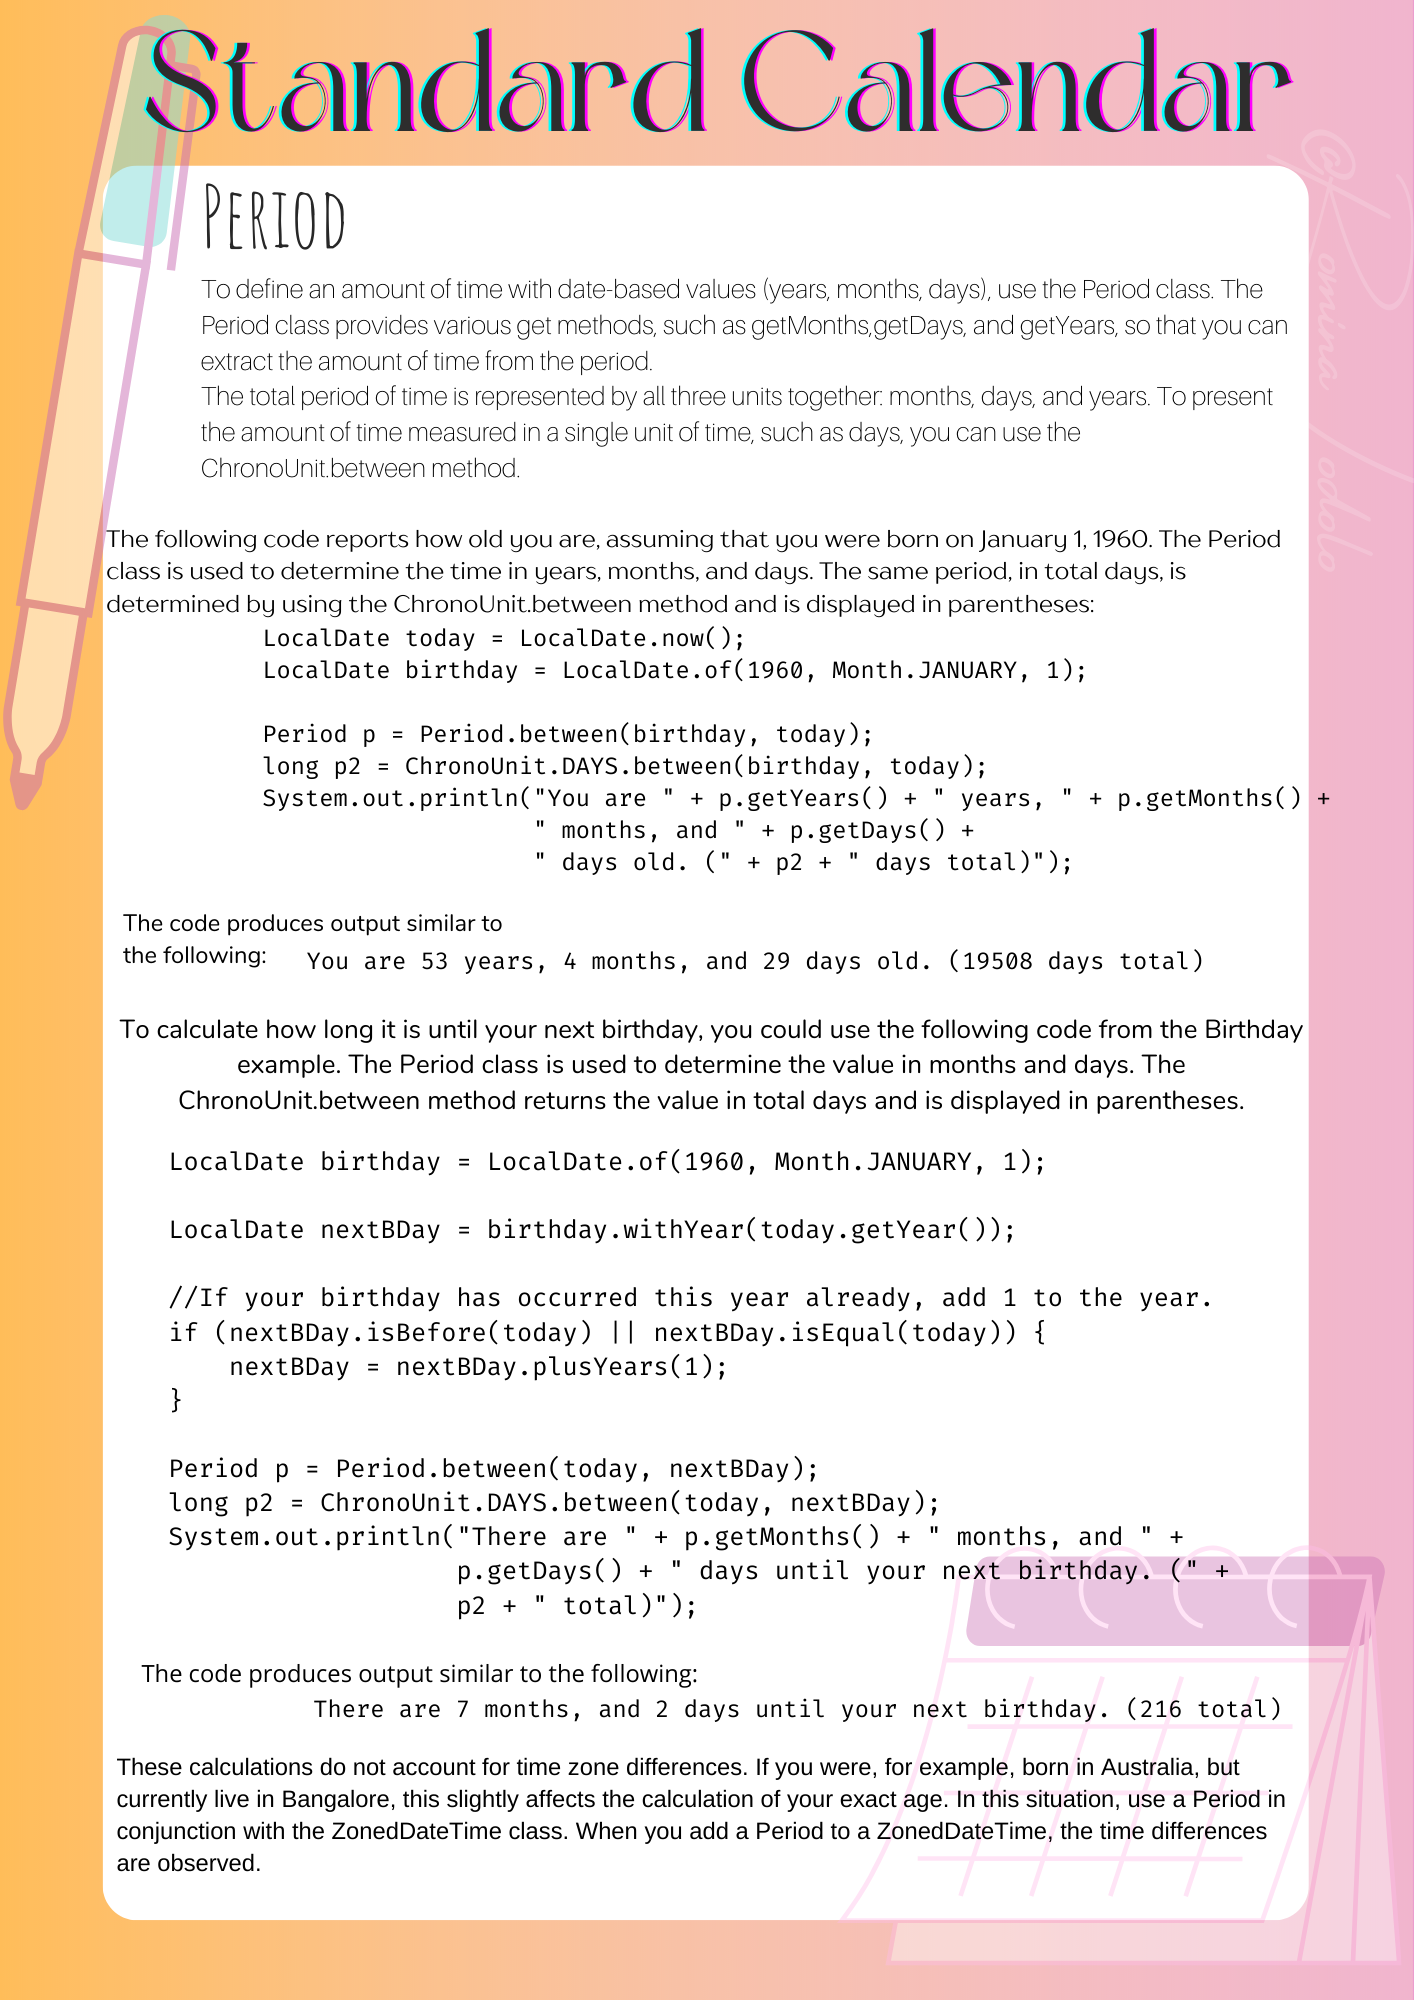 Standard Calendar
PERIOD
To define an amount of time with date-based values (years, months, days), use the Period class. The
Period class provides various get methods, such as getMonths,getDays, and getYears, so that you can
extract the amount of time from the period.
The total period of time is represented by all three units together: months, days, and years. To present
the amount of time measured in a single unit of time, such as days, you can use the
ChronoUnit.between method.
The following code reports how old you are, assuming that you were born on January 1, 1960. The Period
class is used to determine the time in years, months, and days. The same period, in total days, is
determined by using the ChronoUnit.between method and is displayed in parentheses:
LocalDate today = LocalDate.now();
LocalDate birthday = LocalDate.of(1960, Month.JANUARY, 1);
Period p = Period.between(birthday, today);
long p2 = ChronoUnit.DAYS.between(birthday, today);
System.out.println("You are " + p.getYears() + " years, " + p.getMonths() +
" months, and " + p.getDays() +
" days old. (" + p2 + " days total)");
The code produces output similar to
the following:
You are 53 years, 4 months, and 29 days old. (19508 days total)
To calculate how long it is until your next birthday, you could use the following code from the Birthday
example. The Period class is used to determine the value in months and days. The
ChronoUnit.between method returns the value in total days and is displayed in parentheses.
LocalDate birthday = LocalDate.of(1960, Month.JANUARY, 1);
LocalDate nextBDay = birthday.withYear(today.getYear());
//If your birthday has occurred this year already, add 1 to the year.
if (nextBDay.isBefore(today) || nextBDay.isEqual(today)) {
nextBDay = nextBDay.plusYears(1);
}
Period p = Period.between(today, nextBDay);
long p2 = ChronoUnit.DAYS.between(today, nextBDay);
System.out.println("There are " + p.getMonths() + " months, and " +
p.getDays() + " days until your next birthday. (" +
p2 + " total)");
The code produces output similar to the following:
There are 7 months, and 2 days until your next birthday. (216 total)
These calculations do not account for time zone differences. If you were, for example, born in Australia, but
currently live in Bangalore, this slightly affects the calculation of your exact age. In this situation, use a Period in
conjunction with the ZonedDateTime class. When you add a Period to a ZonedDateTime, the time differences
are observed.
@Romina Iodolo